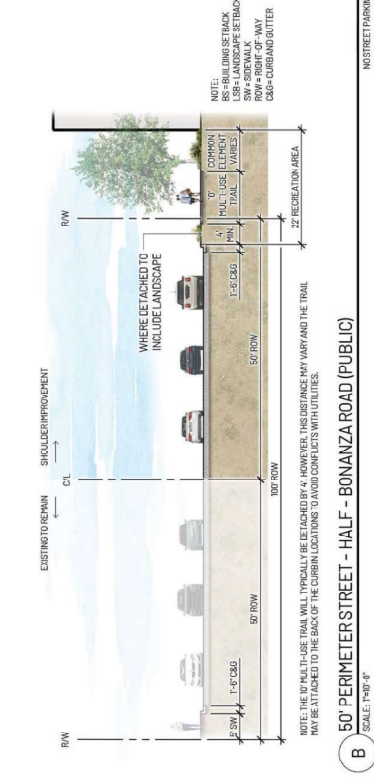 EXISTING TO REMAIN
SHOULDER IMPROVEMENT
R/W
C/L
R/W
WHERE DETACHED TO
INCLUDE LANDSCAPE
5' SW
1'-6" C&G
1'-6" C&G
4'
MIN.
MULTI-USE
TRAIL
COMMON
ELEMENT
VARIES
50' ROW
50' ROW
22' RECREATION AREA
100' ROW
NOTE:
BS = BUILDING SETBACK
LSB = LANDSCAPE SETBACK
SW = SIDEWALK
ROW = RIGHT-OF-WAY
C&G = CURB AND GUTTER
NOTE: THE 10' MULTI-USE TRAIL WILL TYPICALLY BE DETACHED BY 4'. HOWEVER, THIS DISTANCE MAY VARY AND THE TRAIL
MAY BE ATTACHED TO THE BACK OF THE CURB IN LOCATIONS TO AVOID CONFLICTS WITH UTILITIES.
B
50' PERIMETER STREET - HALF - BONANZA ROAD (PUBLIC)
SCALE: 1"=10'-0"
NO STREET PARKIN